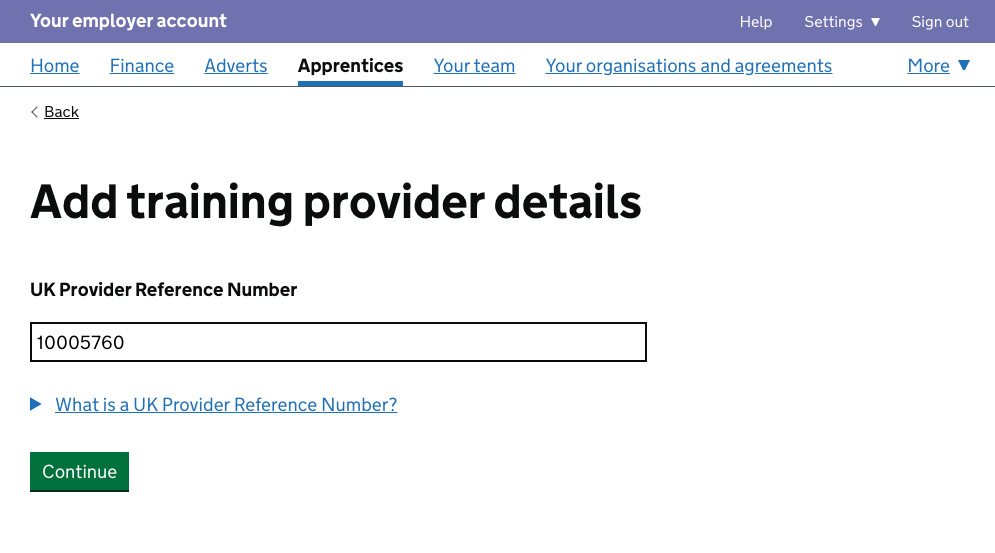 Your employer account
Help Settings ▼ Sign out
Home Finance Adverts Apprentices Your team Your organisations and agreements More ▼
Back
Add training provider details
UK Provider Reference Number
10005760
What is a UK Provider Reference Number?
Continue